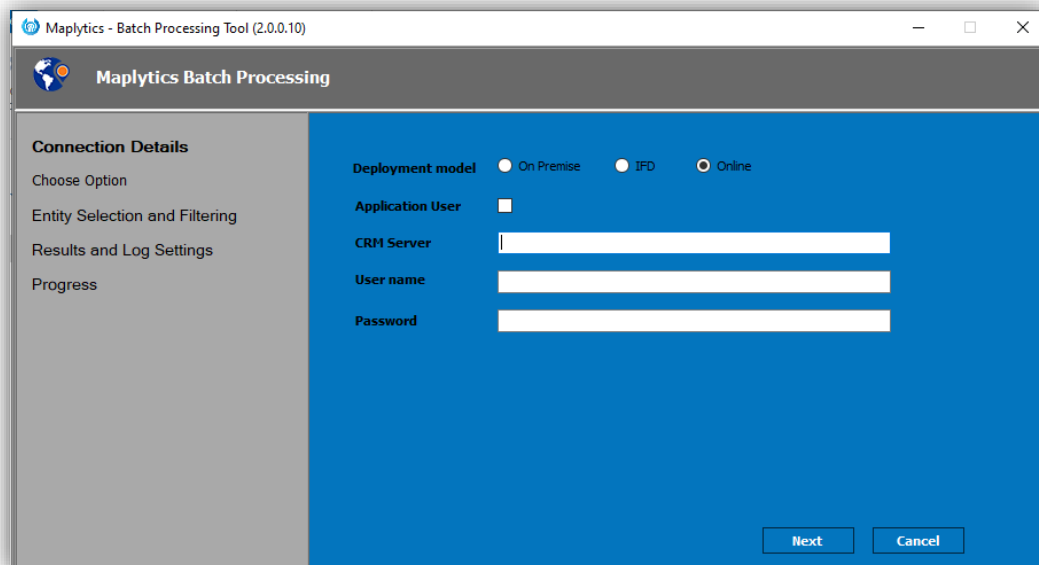 Maplytics - Batch Processing Tool (2.0.0.10)
Maplytics Batch Processing
Connection Details
Choose Option
Entity Selection and Filtering
Results and Log Settings
Progress
Deployment model On Premise IFD Online
Application User
CRM Server
User name
Password
Next Cancel